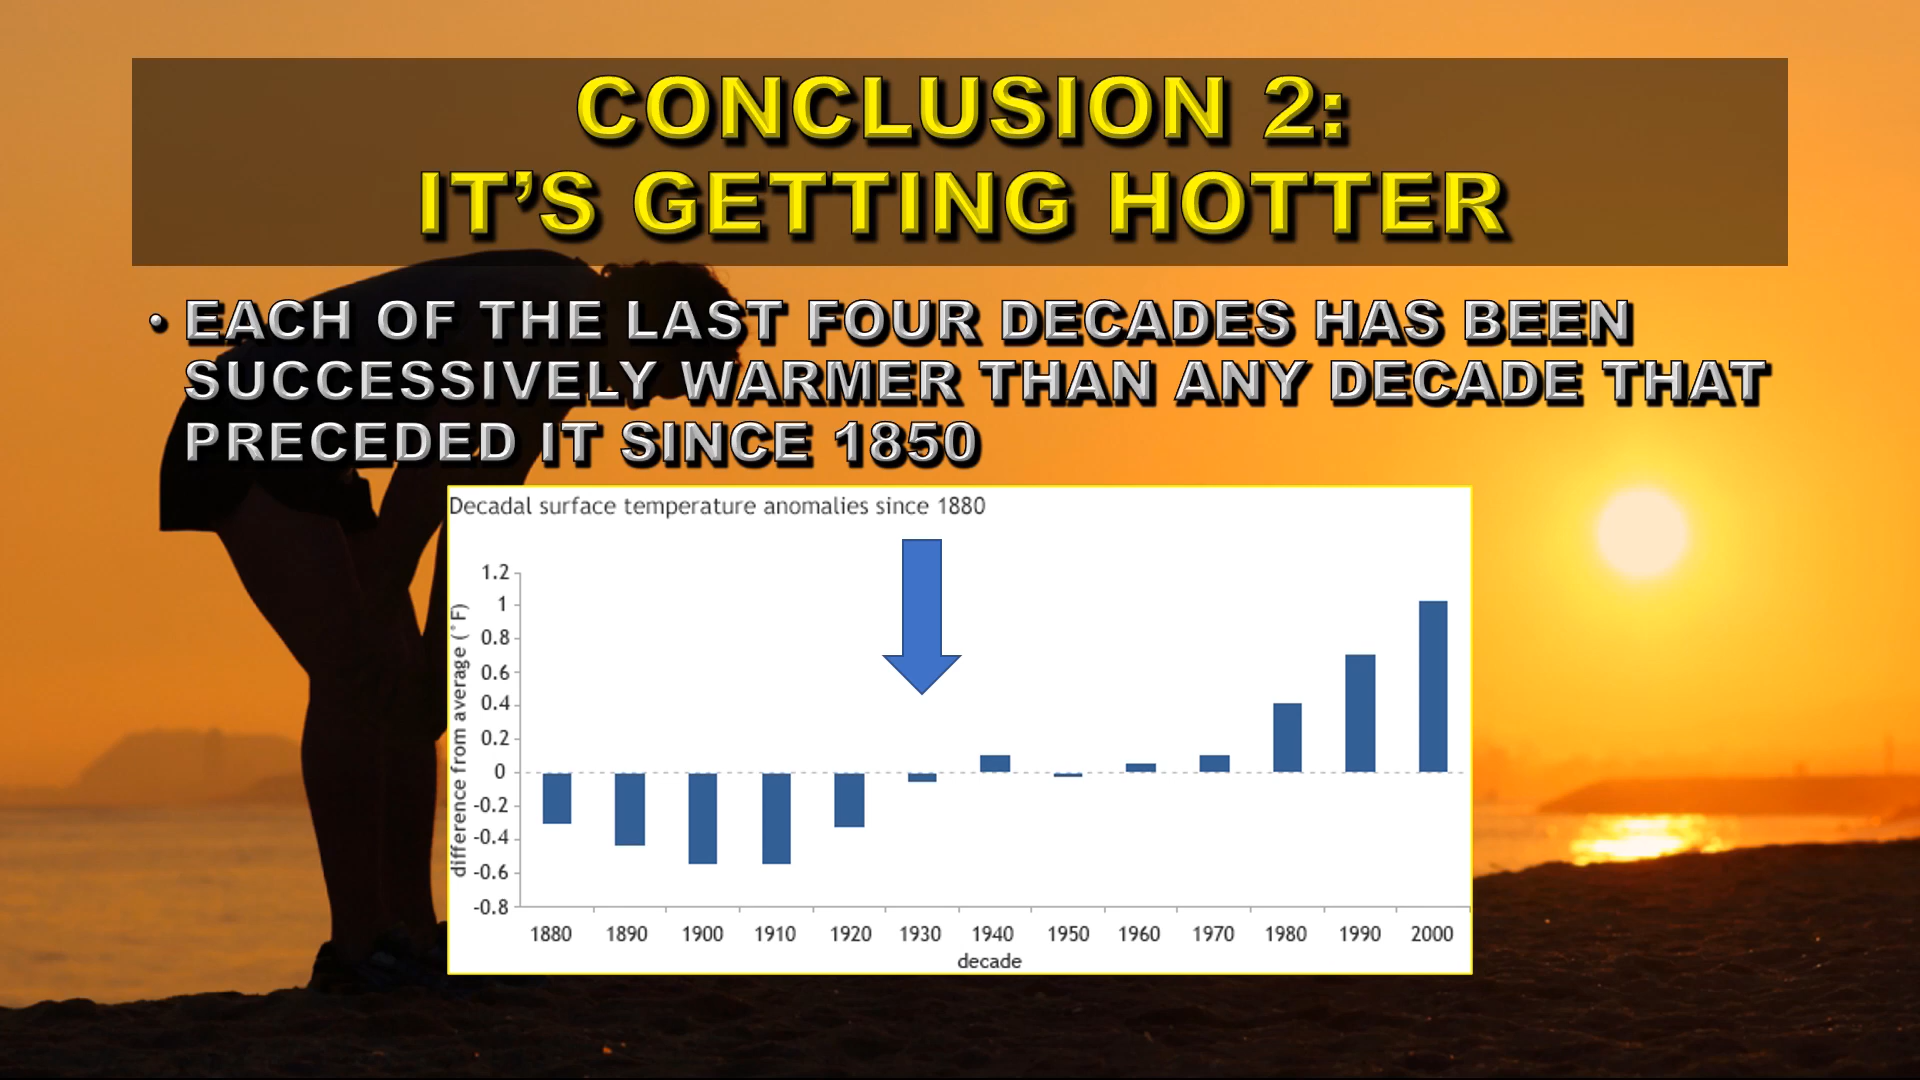 CONCLUSION 2:
IT'S GETTING HOTTER
• EACH OF THE LAST FOUR DECADES HAS BEEN
SUCCESSIVELY WARMER THAN ANY DECADE THAT
PRECEDED IT SINCE 1850
Decadal surface temperature anomalies since 1880
difference from average (°F)
1.2
1
0.8
0.6
0.4
0.2
0
-0.2
-0.4
-0.6
-0.8
1880 1890 1900 1910 1920 1930 1940 1950 1960 1970 1980 1990 2000
decade